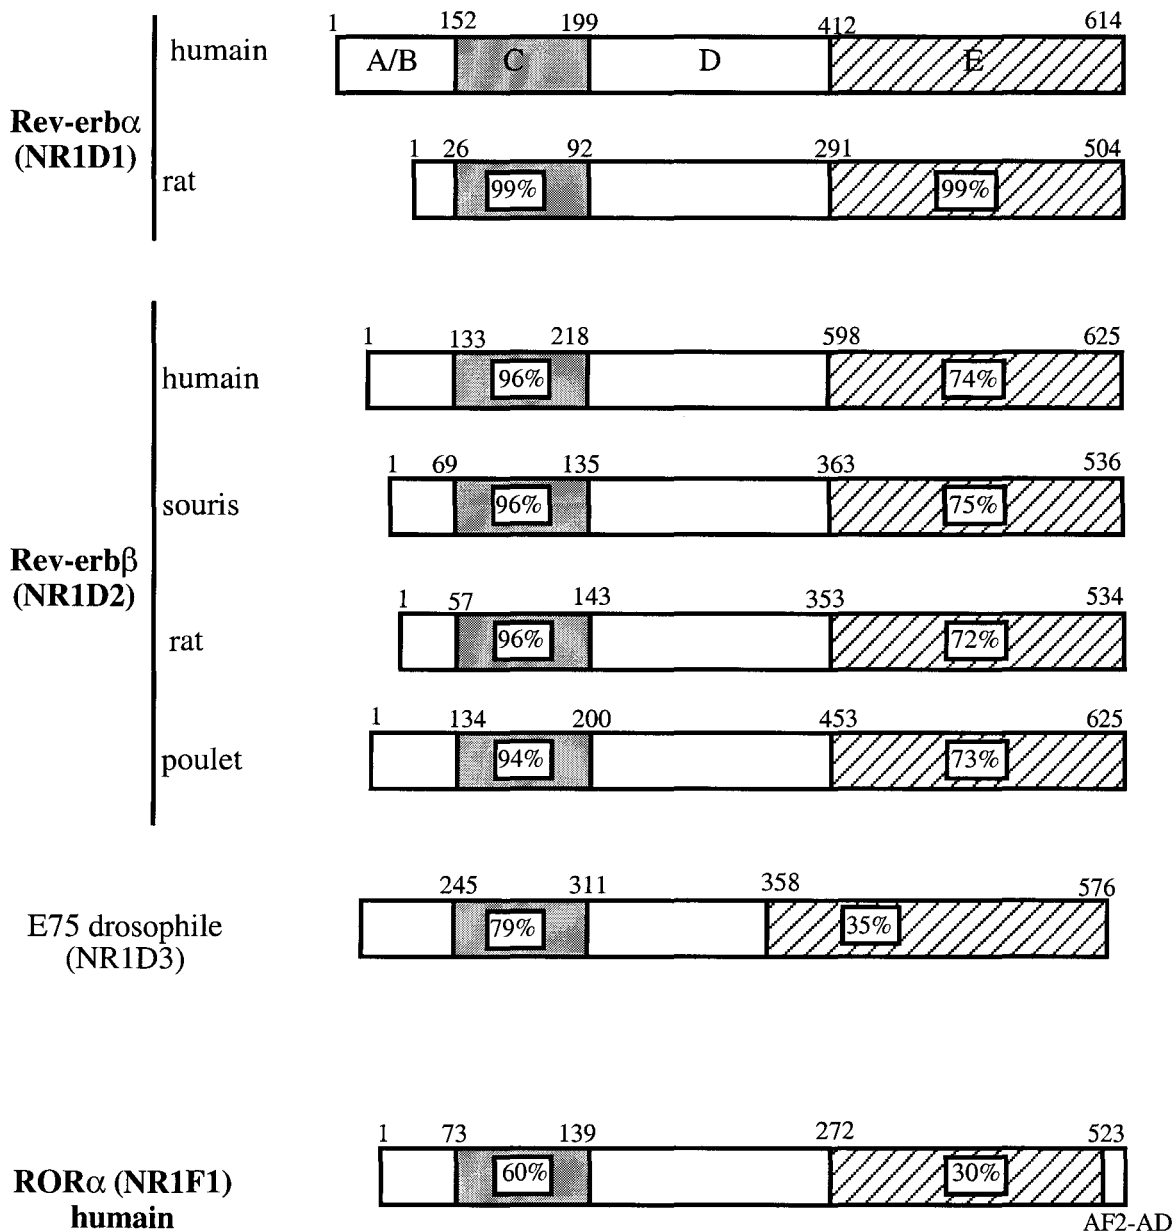 1 152 199 412 614
humain
A/B C D E
Rev-erbα
(NR1D1)
1 26 92 291 504
rat
99% 99%
1 133 218 598 625
humain
96% 74%
1 69 135 363 536
souris
96% 75%
Rev-erbβ
(NR1D2)
1 57 143 353 534
rat
96% 72%
1 134 200 453 625
poulet
94% 73%
245 311 358 576
E75 drosophile
(NR1D3)
79% 35%
1 73 139 272 523
RORα (NR1F1)
humain
60% 30%
AF2-AD